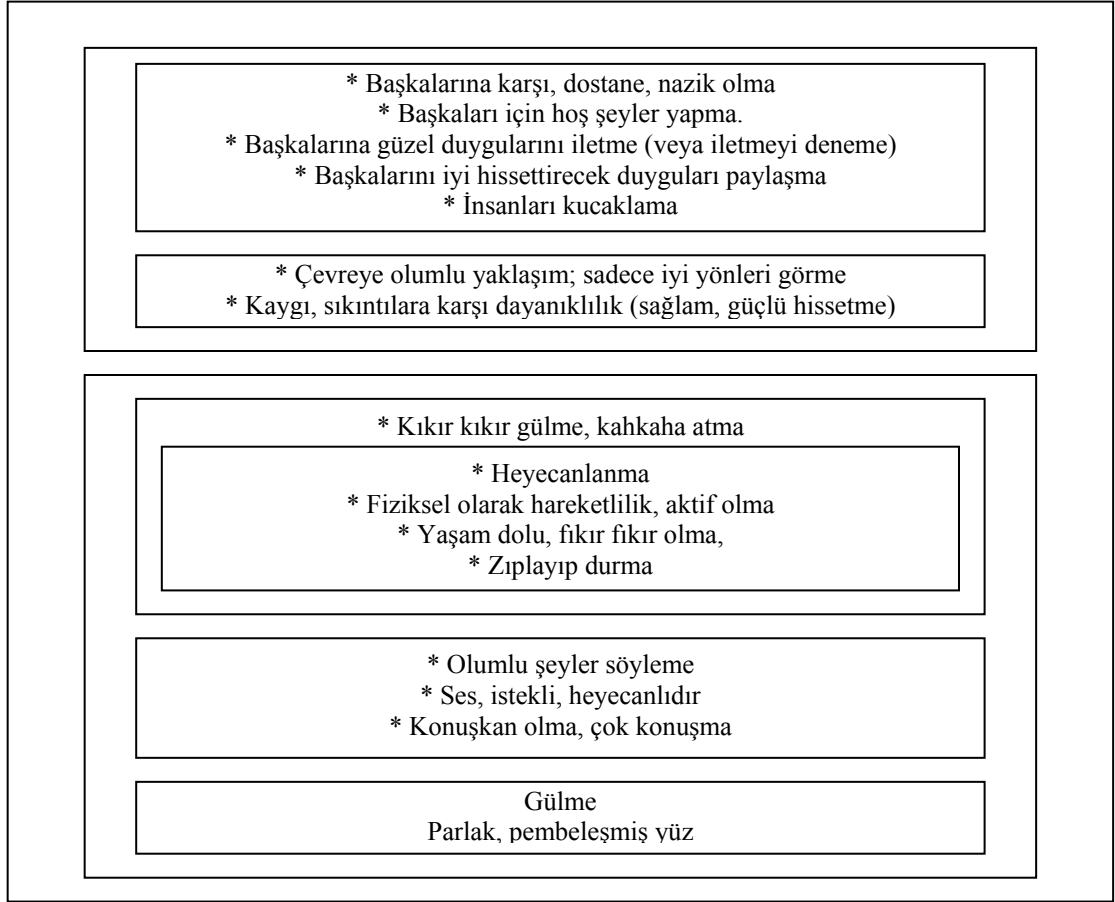 * Başkalarına karşı, dostane, nazik olma
* Başkaları için hoş şeyler yapma.
* Başkalarına güzel duygularını iletme (veya iletmeyi deneme)
* Başkalarını iyi hissettirecek duyguları paylaşma
* İnsanları kucaklama
* Çevreye olumlu yaklaşım; sadece iyi yönleri görme
* Kaygı, sıkıntılara karşı dayanıklılık (sağlam, güçlü hissetme)
* Kıkır kıkır gülme, kahkaha atma
* Heyecanlanma
* Fiziksel olarak hareketlilik, aktif olma
* Yaşam dolu, fıkır fıkır olma,
* Zıplayıp durma
* Olumlu şeyler söyleme
* Ses, istekli, heyecanlıdır
* Konuşkan olma, çok konuşma
Gülme
Parlak, pembeleşmiş yüz